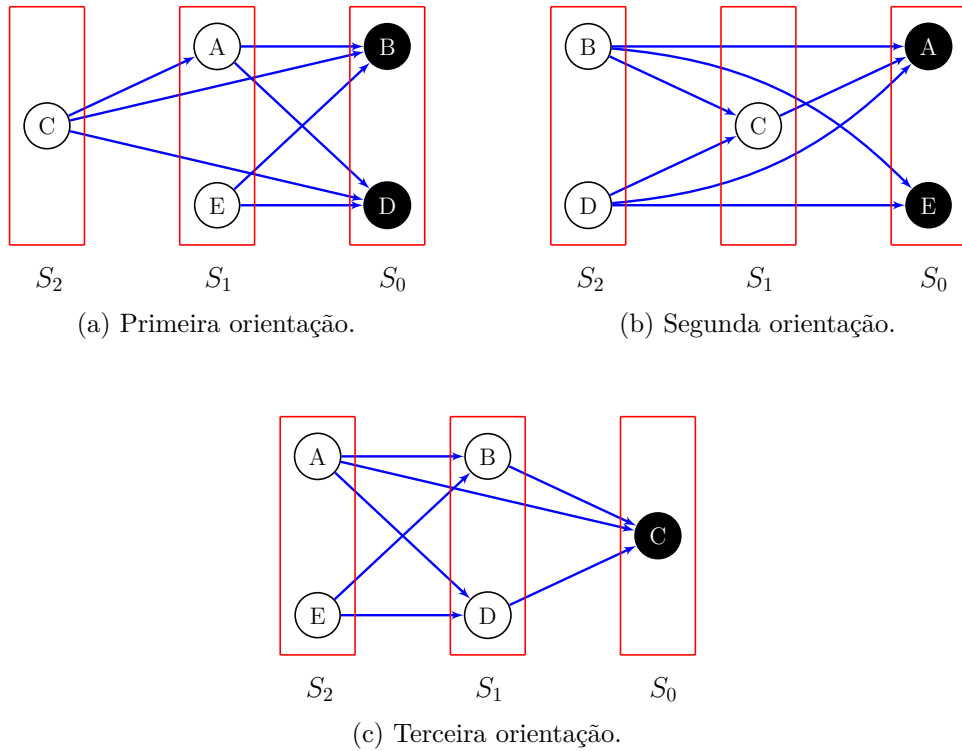 A B B A
C C
E D D E
S₂ S₁ S₀ S₂ S₁ S₀
(a) Primeira orientação. (b) Segunda orientação.
A B
C
E D
S₂ S₁ S₀
(c) Terceira orientação.